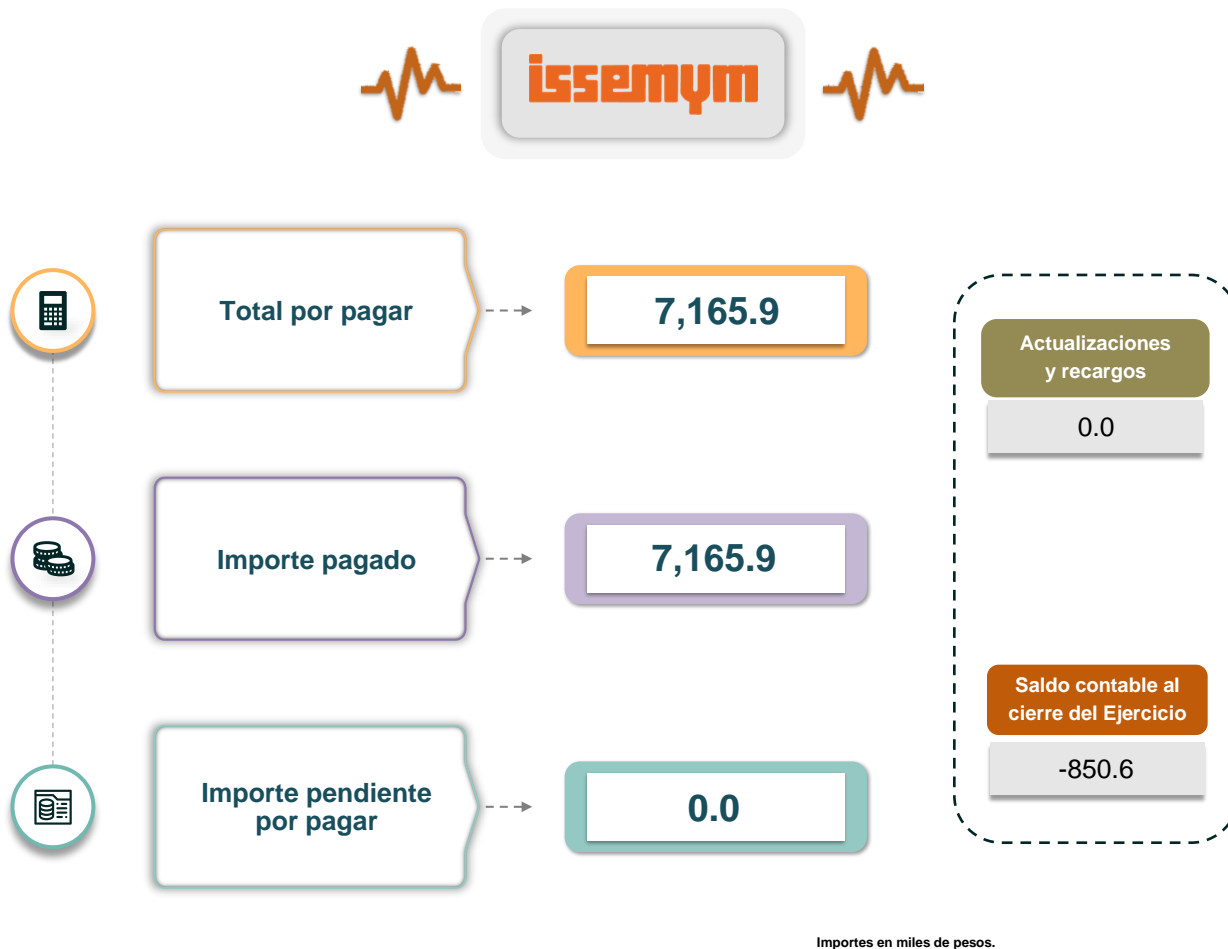 issemym
Total por pagar
7,165.9
Importe pagado
7,165.9
Importe pendiente
por pagar
0.0
Actualizaciones
y recargos
0.0
Saldo contable al
cierre del Ejercicio
-850.6
Importes en miles de pesos.